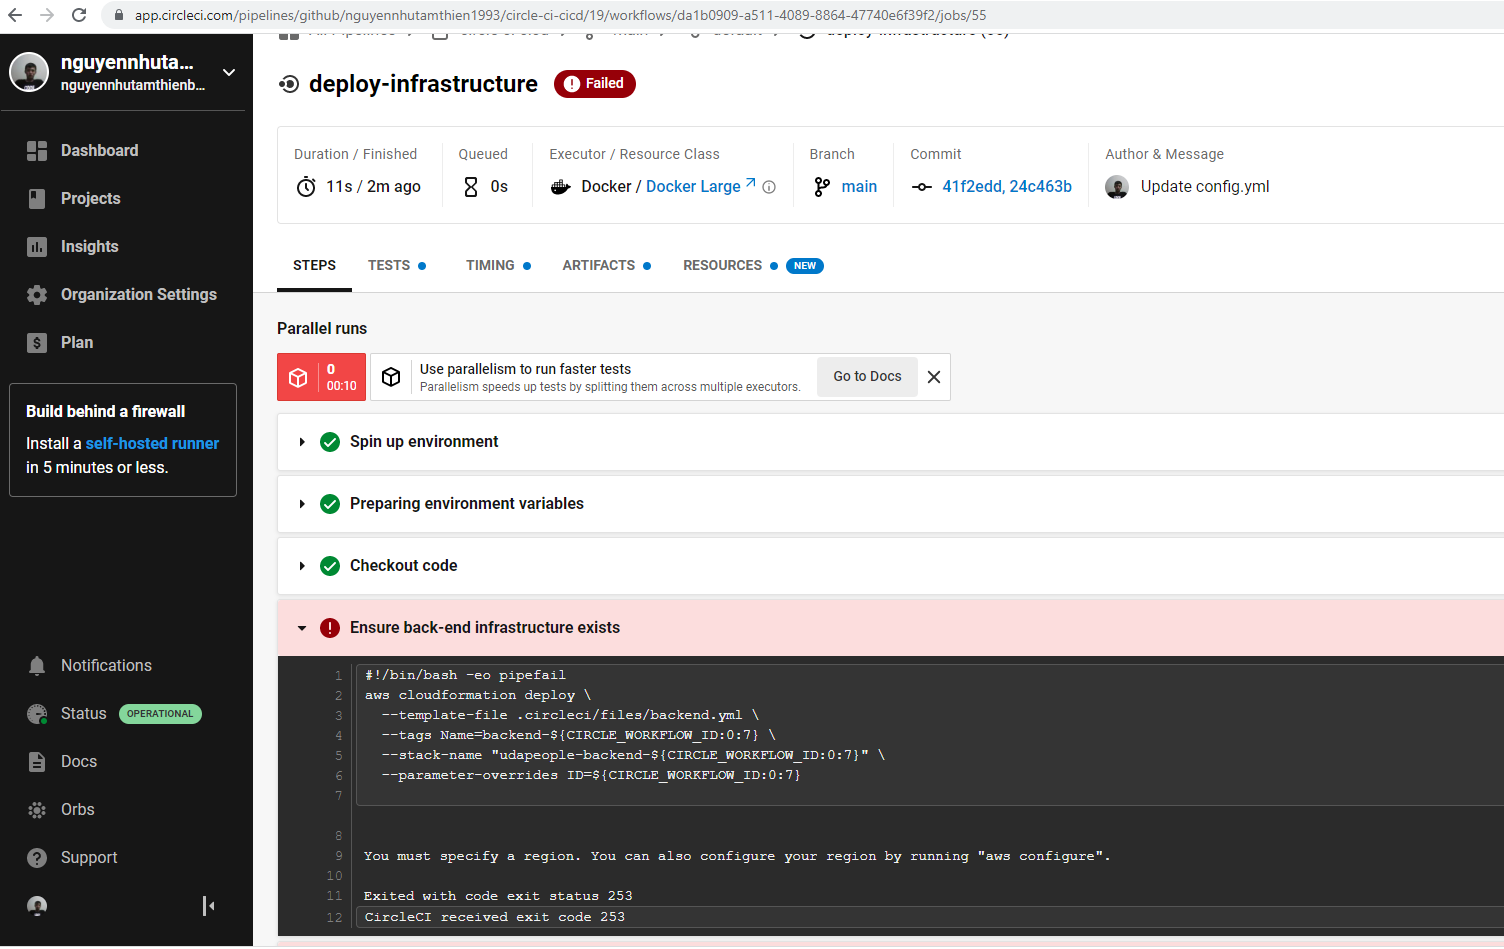 app.circleci.com/pipelines/github/nguyennhutamthien1993/circle-ci-cicd/19/workflows/da1b0909-a511-4089-8864-47740e6f39f2/jobs/55
nguyennhuta...
nguyennhutamthienb...
Dashboard
Projects
Insights
Organization Settings
Plan
Build behind a firewall
Install a self-hosted runner
in 5 minutes or less.
Notifications
Status OPERATIONAL
Docs
Orbs
Support
deploy-infrastructure Failed
Duration / Finished Queued Executor / Resource Class Branch Commit Author & Message
11s / 2m ago 0s Docker / Docker Large main 41f2edd, 24c463b Update config.yml
STEPS TESTS TIMING ARTIFACTS RESOURCES NEW
Parallel runs
0
00:10
Use parallelism to run faster tests
Parallelism speeds up tests by splitting them across multiple executors.
Go to Docs
Spin up environment
Preparing environment variables
Checkout code
Ensure back-end infrastructure exists
1 #!/bin/bash -eo pipefail
2 aws cloudformation deploy \
3 --template-file .circleci/files/backend.yml \
4 --tags Name=backend-${CIRCLE_WORKFLOW_ID:0:7} \
5 --stack-name "udapeople-backend-${CIRCLE_WORKFLOW_ID:0:7}" \
6 --parameter-overrides ID=${CIRCLE_WORKFLOW_ID:0:7}
7
8
9 You must specify a region. You can also configure your region by running "aws configure".
10
11 Exited with code exit status 253
12 CircleCI received exit code 253